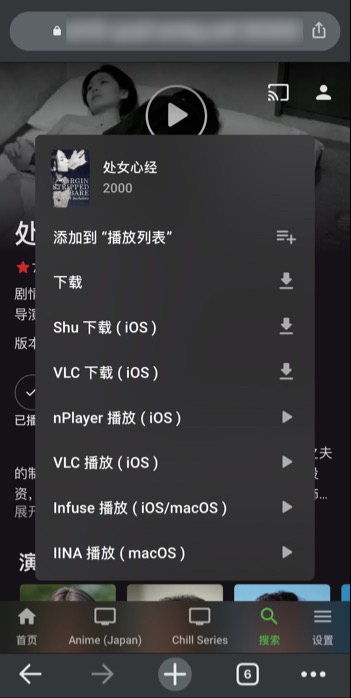 处女心经
2000
VIRGIN
STRIPPED
BARE
添加到 “播放列表”
下载
Shu 下载 ( iOS )
VLC 下载 ( iOS )
nPlayer 播放 ( iOS )
VLC 播放 ( iOS )
Infuse 播放 ( iOS/macOS )
IINA 播放 ( macOS )
处
7
剧情
导演
版本
已播
之夫
的制
资，
展开
演
首页
Anime (Japan)
Chill Series
搜索
设置
6